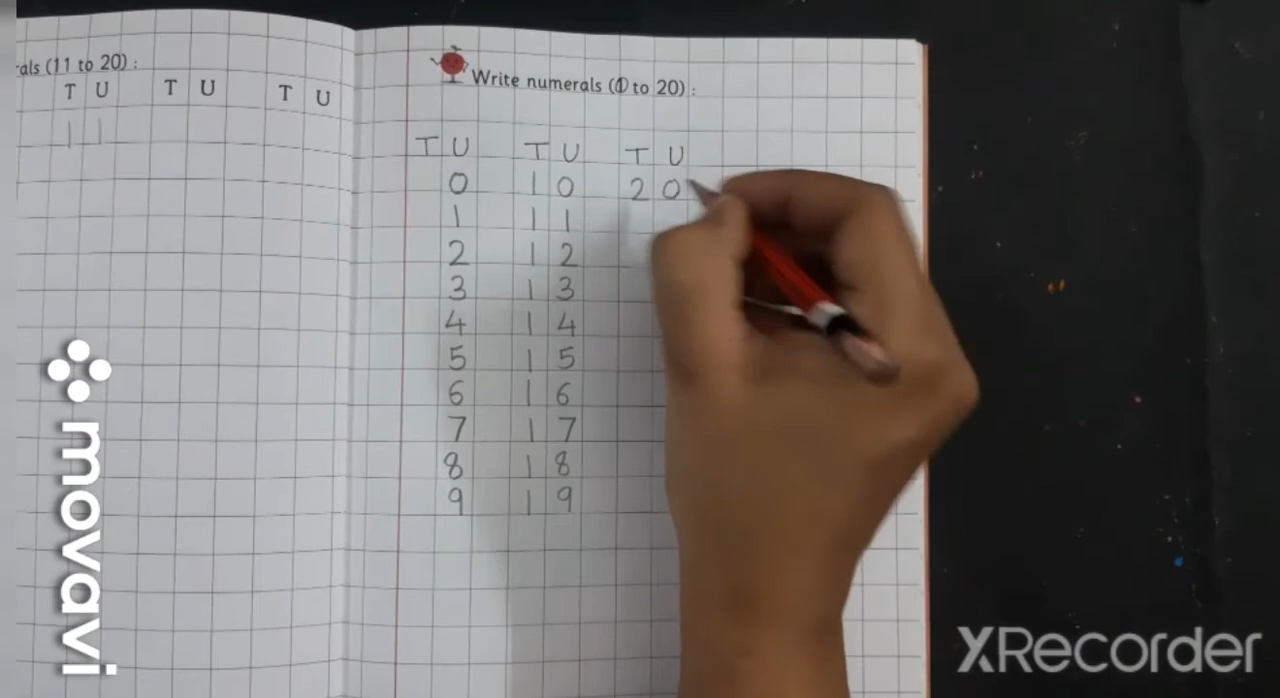 rals (11 to 20) :
T U T U T U
11
Write numerals (0 to 20) :
T U T U T U
0 1 0 2 0
1 1 1
2 1 2
3 1 3
4 1 4
5 1 5
6 1 6
7 1 7
8 1 8
9 1 9
movavi
XRecorder